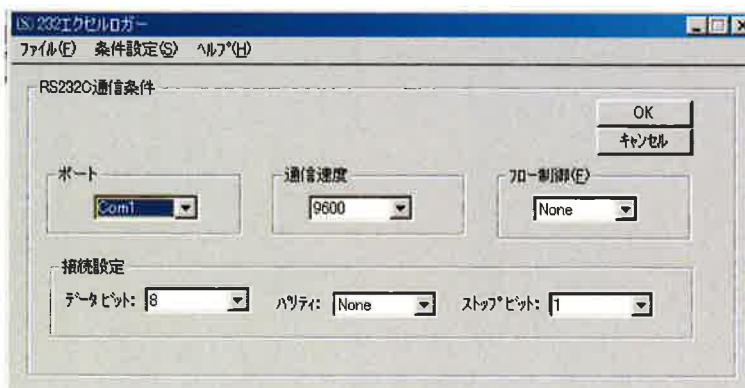 (S) 232エクセルロガー
ファイル(F) 条件設定(S) ヘルプ(H)
RS232C通信条件
OK
キャンセル
ポート
通信速度
フロー制御(F)
Com1
9600
None
接続設定
データビット: 8 パリティ: None ストップビット: 1